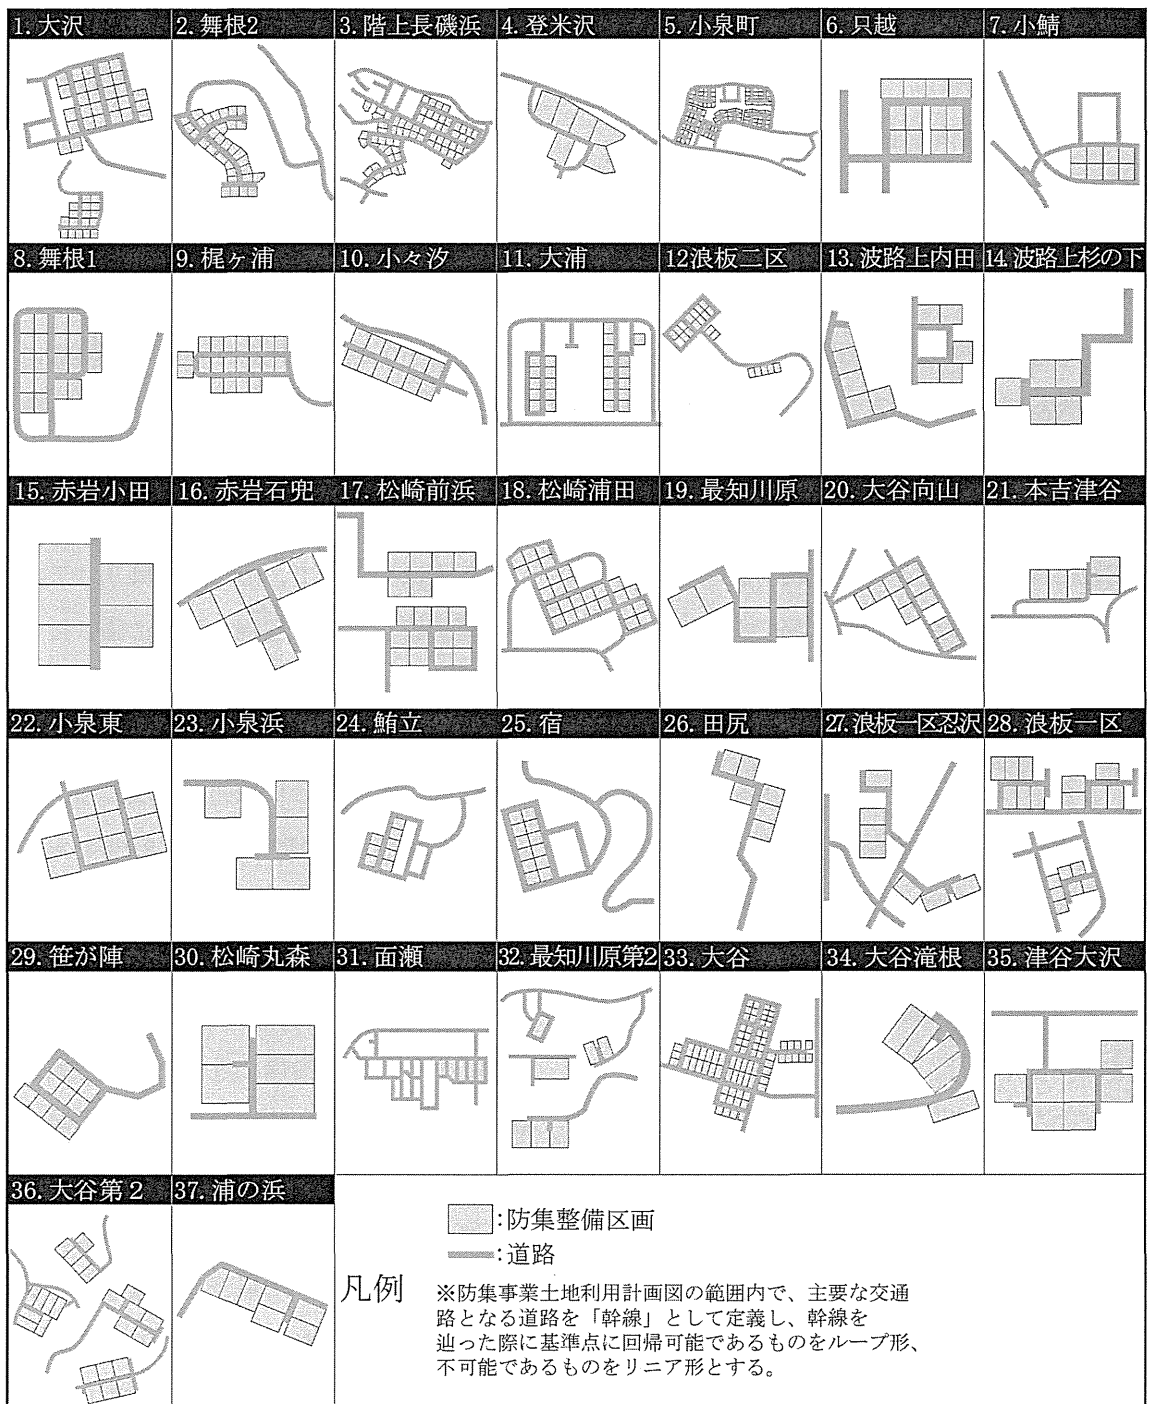 1. 大沢
2. 舞根2
3. 階上長磯浜
4. 登米沢
5. 小泉町
6. 只越
7. 小鯖
8. 舞根1
9. 梶ヶ浦
10. 小々汐
11. 大浦
12浪板二区
13. 波路上内田
14. 波路上杉の下
15. 赤岩小田
16. 赤岩石兜
17. 松崎前浜
18. 松崎浦田
19. 最知川原
20. 大谷向山
21. 本吉津谷
22. 小泉東
23. 小泉浜
24. 鮪立
25. 宿
26. 田尻
27. 浪板一区忍沢
28. 浪板一区
29. 笹が陣
30. 松崎丸森
31. 面瀬
32. 最知川原第2
33. 大谷
34. 大谷滝根
35. 津谷大沢
36. 大谷第2
37. 浦の浜
凡例
:防集整備区画
:道路
※防集事業土地利用計画図の範囲内で、主要な交通
路となる道路を「幹線」として定義し、幹線を
辿った際に基準点に回帰可能であるものをループ形、
不可能であるものをリニア形とする。